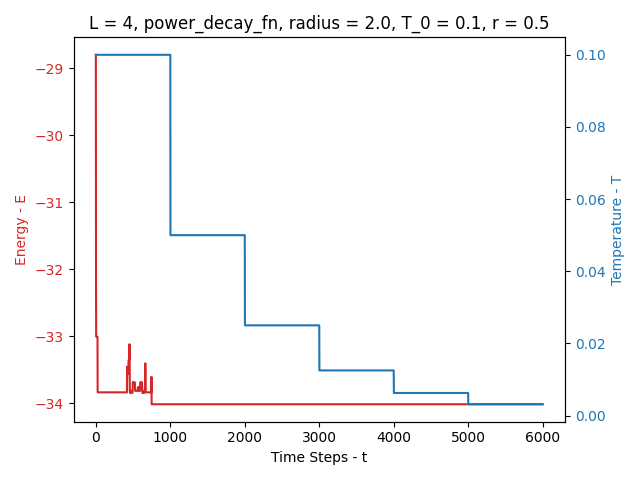 L = 4, power_decay_fn, radius = 2.0, T_0 = 0.1, r = 0.5
Energy - E
−29
−30
−31
−32
−33
−34
0.10
0.08
0.06
0.04
0.02
0.00
Temperature - T
0 1000 2000 3000 4000 5000 6000
Time Steps - t